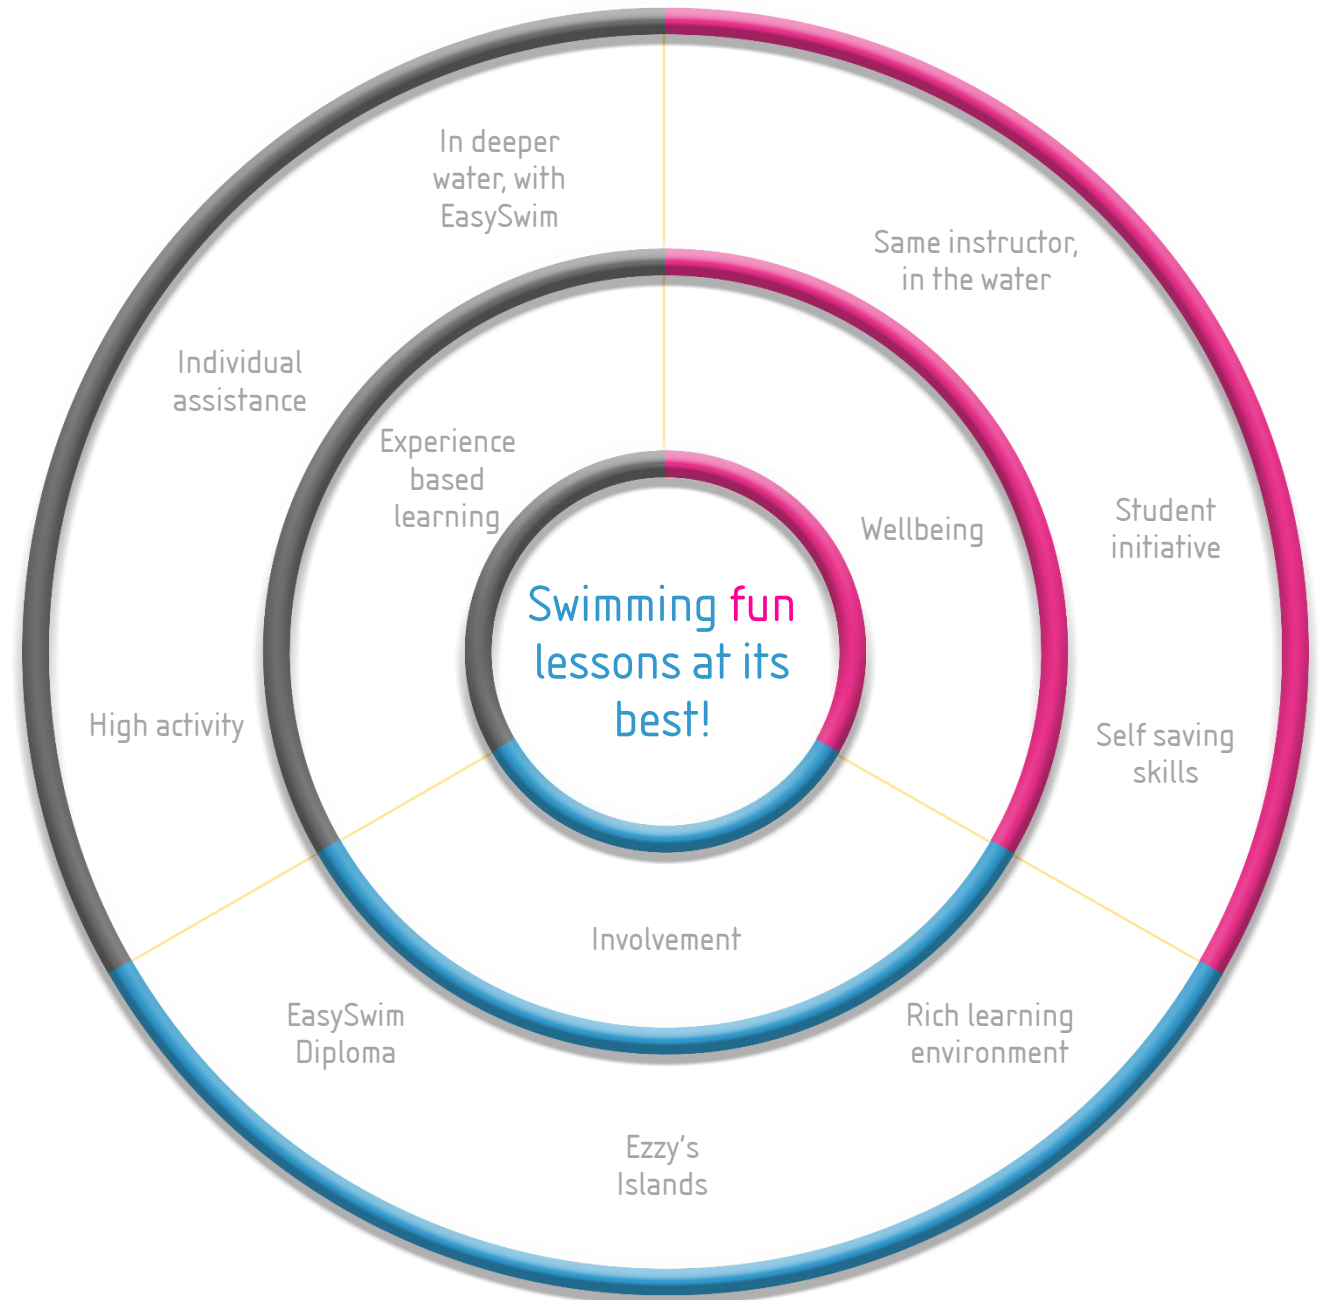 In deeper
water, with
EasySwim
Same instructor,
in the water
Individual
assistance
Experience
based
learning
Wellbeing
Student
initiative
Swimming fun
lessons at its
best!
High activity
Self saving
skills
Involvement
EasySwim
Diploma
Rich learning
environment
Ezzy's
Islands